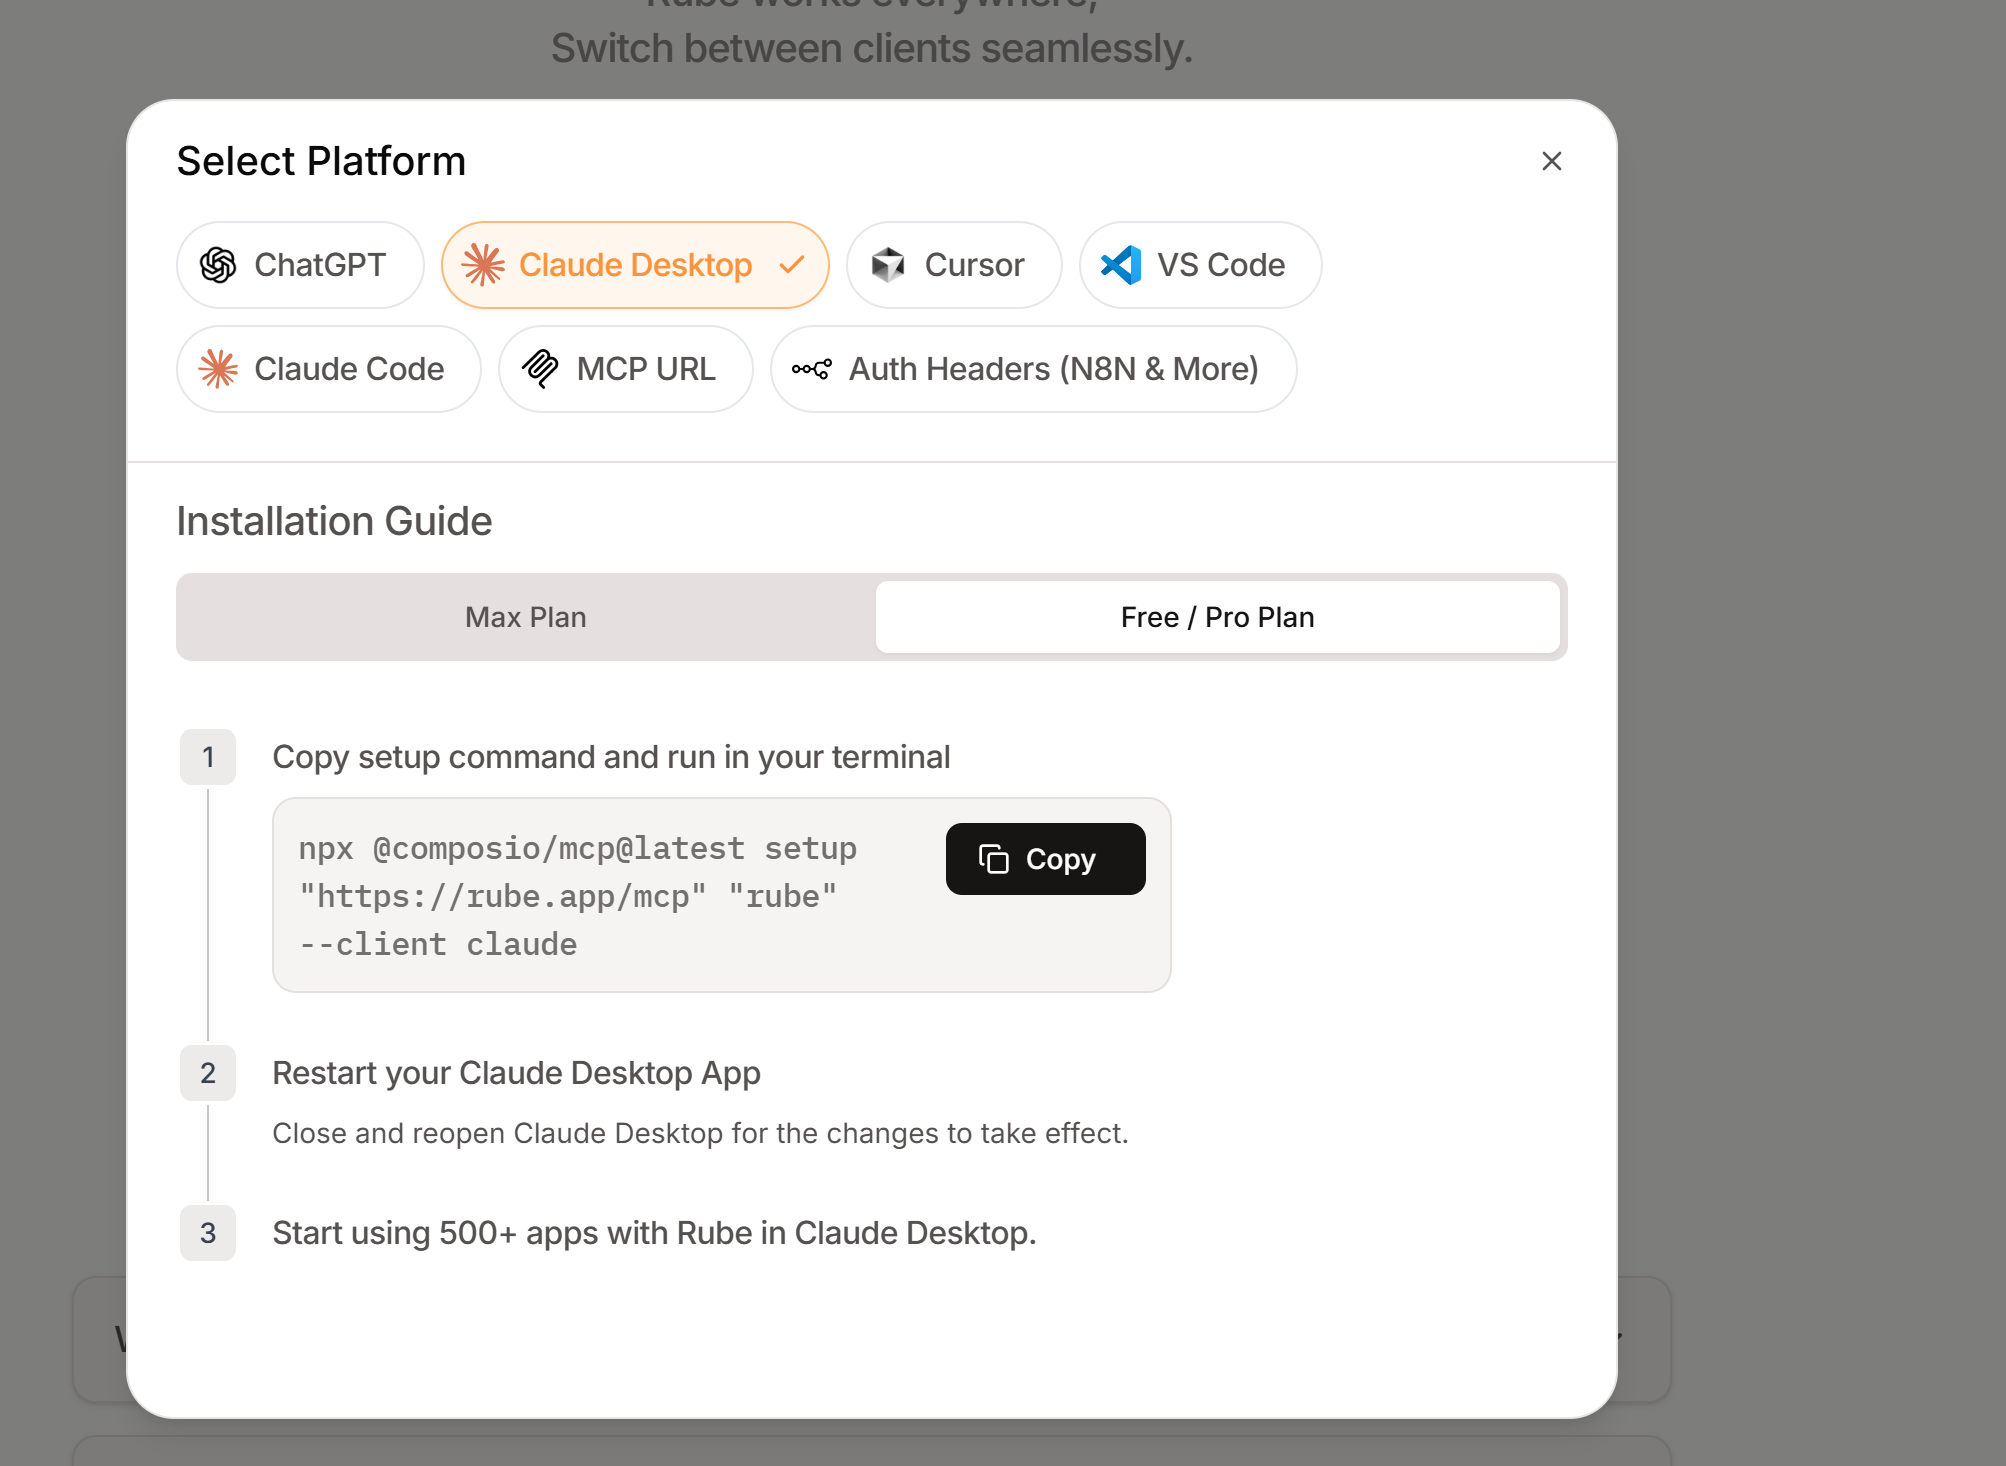 Rube works everywhere,
Switch between clients seamlessly.
Select Platform
ChatGPT
Claude Desktop
Cursor
VS Code
Claude Code
MCP URL
Auth Headers (N8N & More)
Installation Guide
Max Plan
Free / Pro Plan
1
Copy setup command and run in your terminal
npx @composio/mcp@latest setup
"https://rube.app/mcp" "rube"
--client claude
Copy
2
Restart your Claude Desktop App
Close and reopen Claude Desktop for the changes to take effect.
3
Start using 500+ apps with Rube in Claude Desktop.